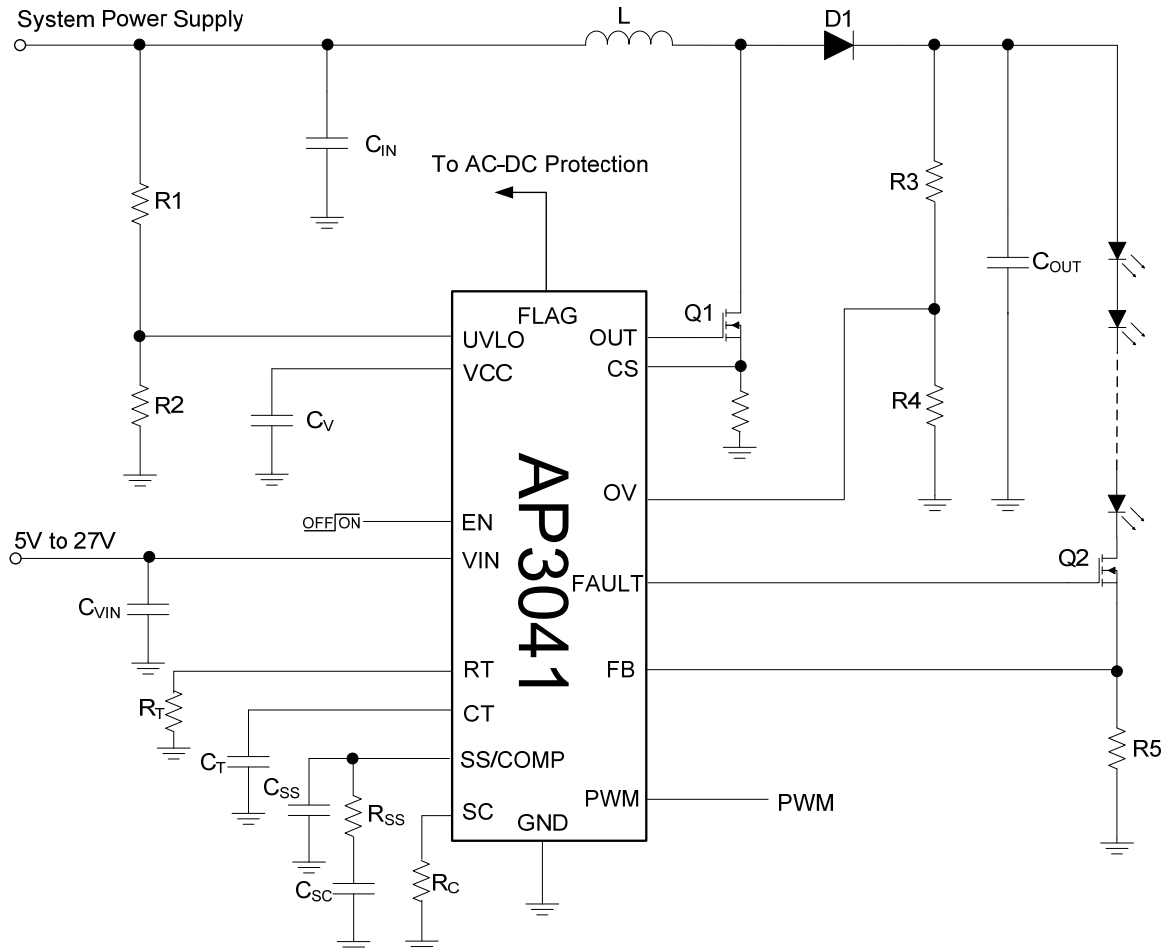 System Power Supply
L
D1
C_IN
To AC-DC Protection
R1
R3
C_OUT
FLAG
Q1
UVLO
OUT
VCC
CS
R2
R4
C_V
AP3041
OV
OFF ON
EN
5V to 27V
VIN
Q2
FAULT
C_VIN
RT
FB
R_T
CT
R5
C_T
SS/COMP
C_SS
R_SS
PWM
PWM
SC
GND
C_SC
R_C